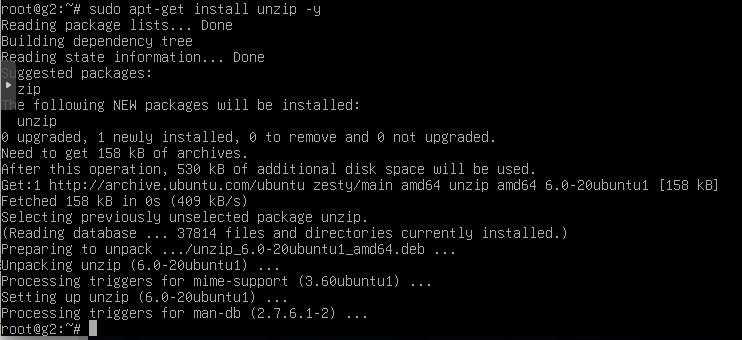 root@g2:~# sudo apt-get install unzip -y
Reading package lists... Done
Building dependency tree
Reading state information... Done
Suggested packages:
zip
The following NEW packages will be installed:
unzip
0 upgraded, 1 newly installed, 0 to remove and 0 not upgraded.
Need to get 158 kB of archives.
After this operation, 530 kB of additional disk space will be used.
Get:1 http://archive.ubuntu.com/ubuntu zesty/main amd64 unzip amd64 6.0-20ubuntu1 [158 kB]
Fetched 158 kB in 0s (409 kB/s)
Selecting previously unselected package unzip.
(Reading database ... 37814 files and directories currently installed.)
Preparing to unpack .../unzip_6.0-20ubuntu1_amd64.deb ...
Unpacking unzip (6.0-20ubuntu1) ...
Processing triggers for mime-support (3.60ubuntu1) ...
Setting up unzip (6.0-20ubuntu1) ...
Processing triggers for man-db (2.7.6.1-2) ...
root@g2:~#